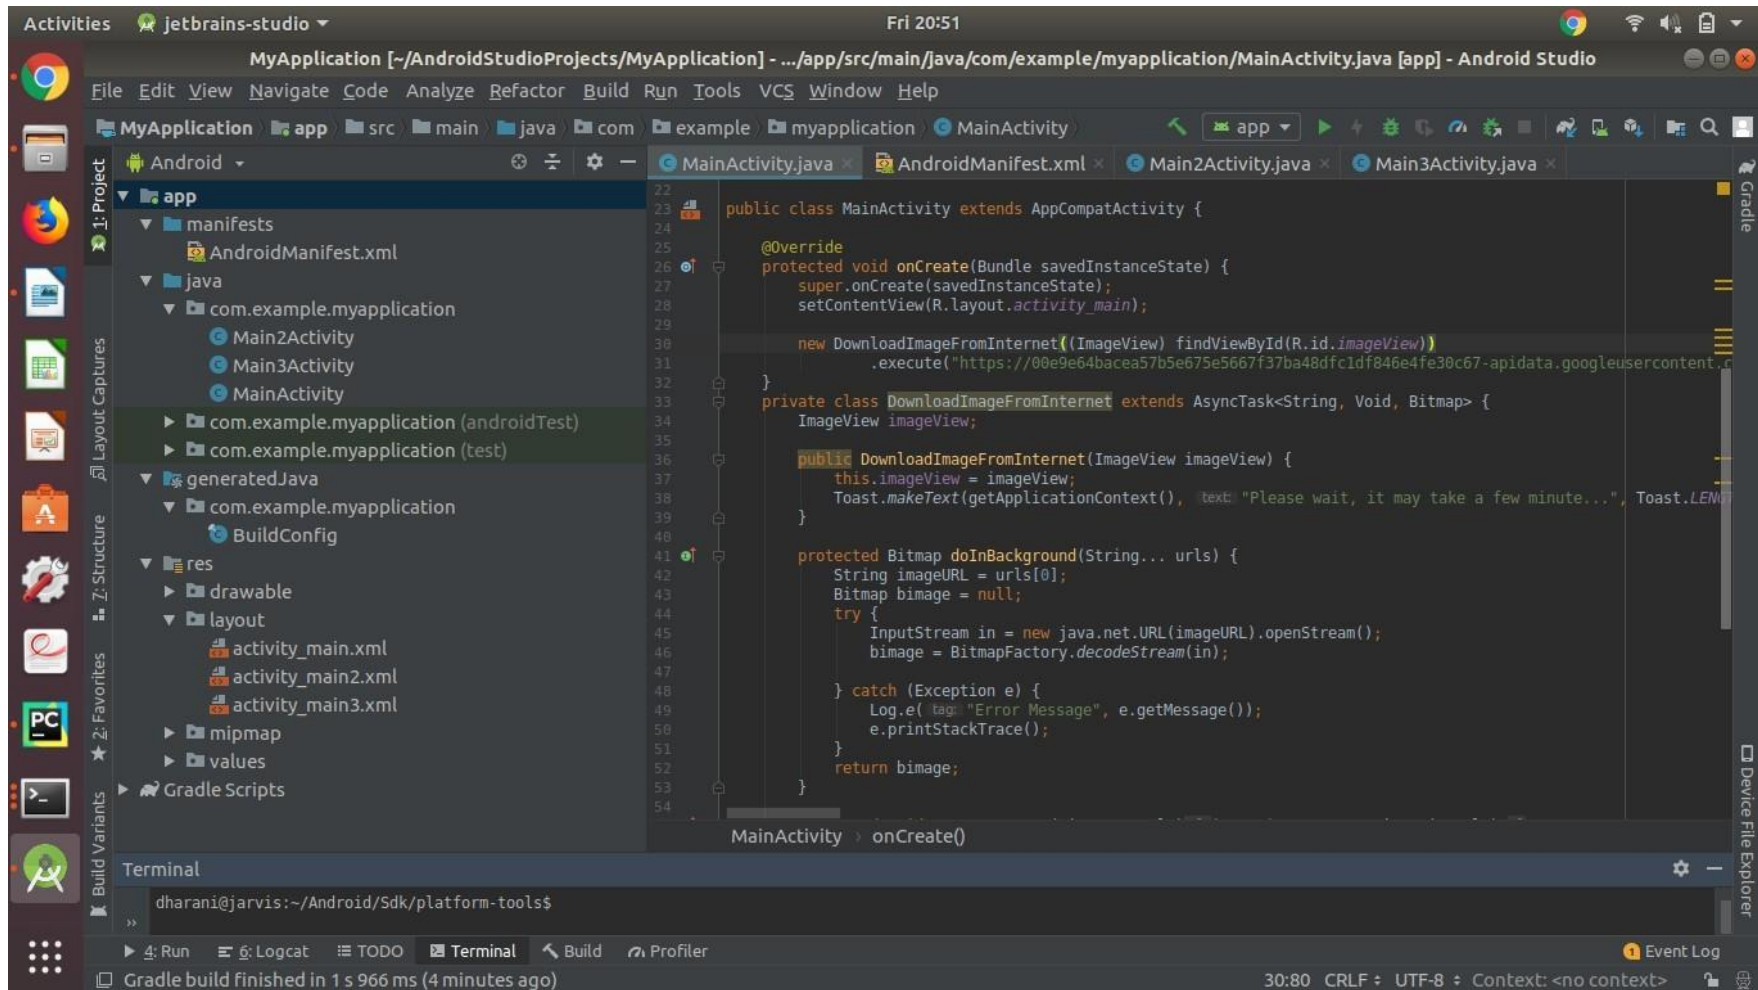 Activities jetbrains-studio Fri 20:51
MyApplication [~/AndroidStudioProjects/MyApplication] - .../app/src/main/java/com/example/myapplication/MainActivity.java [app] - Android Studio
File Edit View Navigate Code Analyze Refactor Build Run Tools VCS Window Help
MyApplication app src main java com example myapplication MainActivity app
Android
MainActivity.java AndroidManifest.xml Main2Activity.java Main3Activity.java
1: Project
Layout Captures
7: Structure
2: Favorites
Build Variants
app
manifests
AndroidManifest.xml
java
com.example.myapplication
Main2Activity
Main3Activity
MainActivity
com.example.myapplication (androidTest)
com.example.myapplication (test)
generatedJava
com.example.myapplication
BuildConfig
res
drawable
layout
activity_main.xml
activity_main2.xml
activity_main3.xml
mipmap
values
Gradle Scripts
22
23 public class MainActivity extends AppCompatActivity {
24
25 @Override
26 protected void onCreate(Bundle savedInstanceState) {
27 super.onCreate(savedInstanceState);
28 setContentView(R.layout.activity_main);
29
30 new DownloadImageFromInternet((ImageView) findViewById(R.id.imageView))
31 .execute("https://00e9e64bacea57b5e675e5667f37ba48dfc1df846e4fe30c67-apidata.googleusercontent.c
32 }
33 private class DownloadImageFromInternet extends AsyncTask<String, Void, Bitmap> {
34 ImageView imageView;
35
36 public DownloadImageFromInternet(ImageView imageView) {
37 this.imageView = imageView;
38 Toast.makeText(getApplicationContext(), text: "Please wait, it may take a few minute...", Toast.LENG
39 }
40
41 protected Bitmap doInBackground(String... urls) {
42 String imageURL = urls[0];
43 Bitmap bimage = null;
44 try {
45 InputStream in = new java.net.URL(imageURL).openStream();
46 bimage = BitmapFactory.decodeStream(in);
47
48 } catch (Exception e) {
49 Log.e( tag: "Error Message", e.getMessage());
50 e.printStackTrace();
51 }
52 return bimage;
53 }
54
MainActivity onCreate()
Gradle
Device File Explorer
Terminal
dharani@jarvis:~/Android/Sdk/platform-tools$
4: Run 6: Logcat TODO Terminal Build Profiler 1 Event Log
Gradle build finished in 1 s 966 ms (4 minutes ago) 30:80 CRLF UTF-8 Context: <no context>
PC